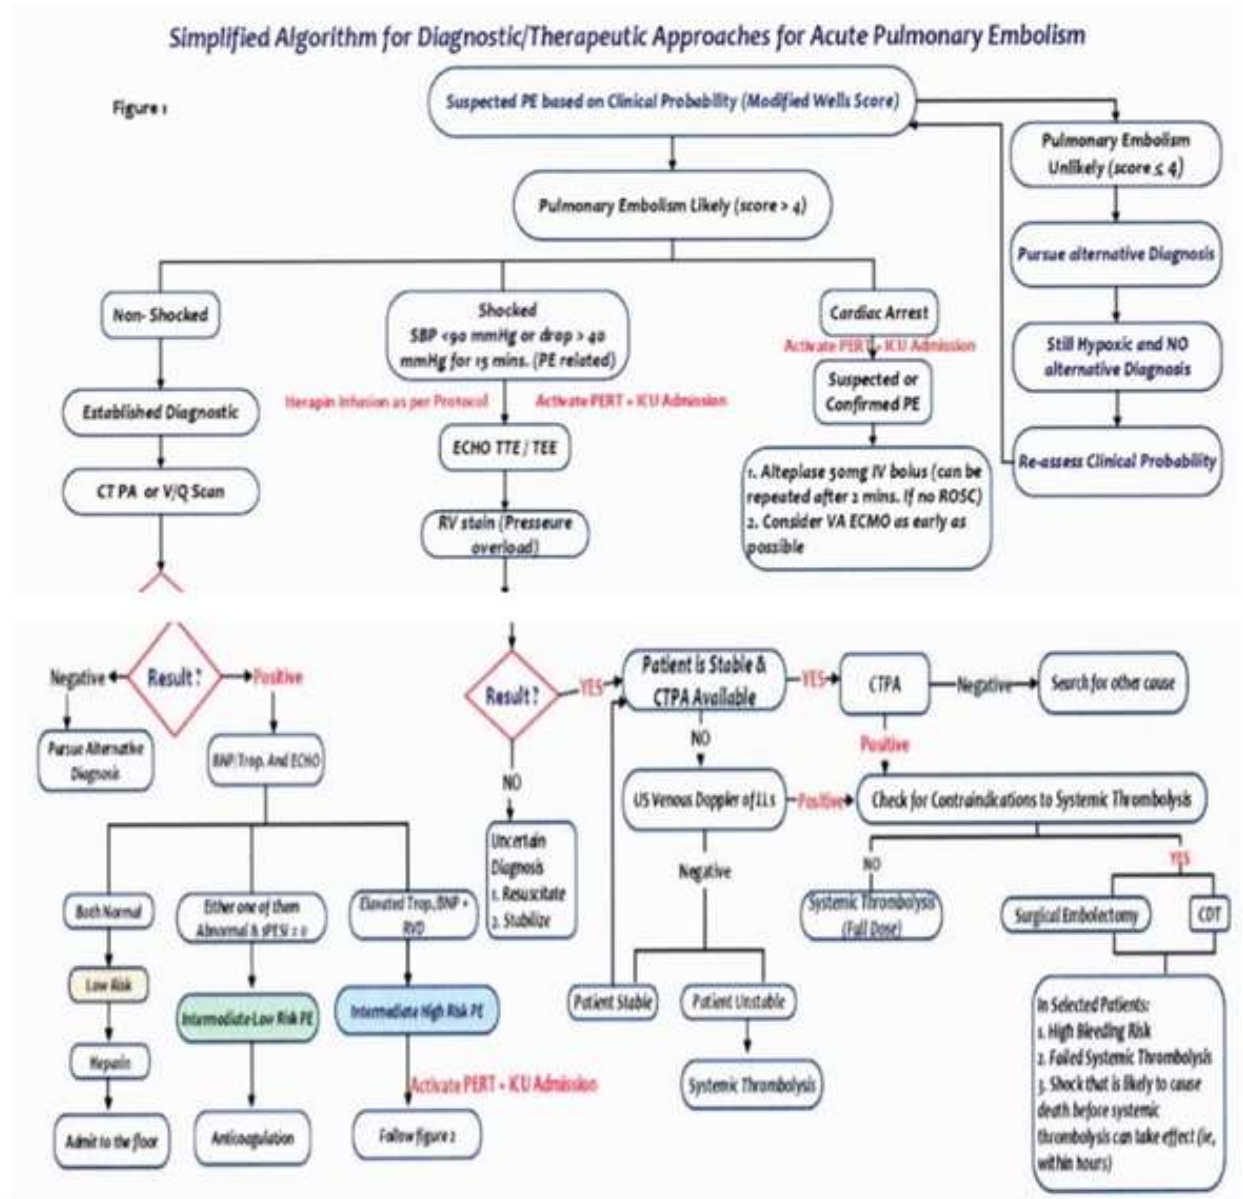 Simplified Algorithm for Diagnostic/Therapeutic Approaches for Acute Pulmonary Embolism
Figure 1
Suspected PE based on Clinical Probability (Modified Wells Score)
Pulmonary Embolism
Unlikely (score ≤ 4)
Pulmonary Embolism Likely (score > 4)
Pursue alternative Diagnosis
Still Hypoxic and NO
alternative Diagnosis
Re-assess Clinical Probability
Non- Shocked
Established Diagnostic
CT PA or V/Q Scan
Shocked
SBP <90 mmHg or drop > 40
mmHg for 15 mins. (PE related)
Herapin Infusion as per Protocol
Activate PERT + ICU Admission
ECHO TTE / TEE
RV stain (Presseure
overload)
Cardiac Arrest
Activate PERT + ICU Admission
Suspected or
Confirmed PE
1. Alteplase 50mg IV bolus (can be
repeated after 2 mins. If no ROSC)
2. Consider VA ECMO as early as
possible
Negative
Result?
Positive
Pursue Alternative
Diagnosis
BNP/Trop. And ECHO
Both Normal
Low Risk
Heparin
Admit to the floor
Either one of them
Abnormal & sPESI ≥ 0
Intermediate Low Risk PE
Anticoagulation
Elevated Trop., BNP +
RVD
Intermediate High Risk PE
Activate PERT + ICU Admission
Follow figure 2
Result?
YES
NO
Uncertain
Diagnosis
1. Resuscitate
2. Stabilize
Patient is Stable &
CTPA Available
YES
CTPA
Negative
Search for other cause
NO
Positive
US Venous Doppler of LLs
Positive
Check for Contraindications to Systemic Thrombolysis
Negative
Patient Stable
Patient Unstable
Systemic Thrombolysis
NO
YES
Systemic Thrombolysis
(Full Dose)
Surgical Embolectomy
CDT
In Selected Patients:
1. High Bleeding Risk
2. Failed Systemic Thrombolysis
3. Shock that is likely to cause
death before systemic
thrombolysis can take effect (ie,
within hours)